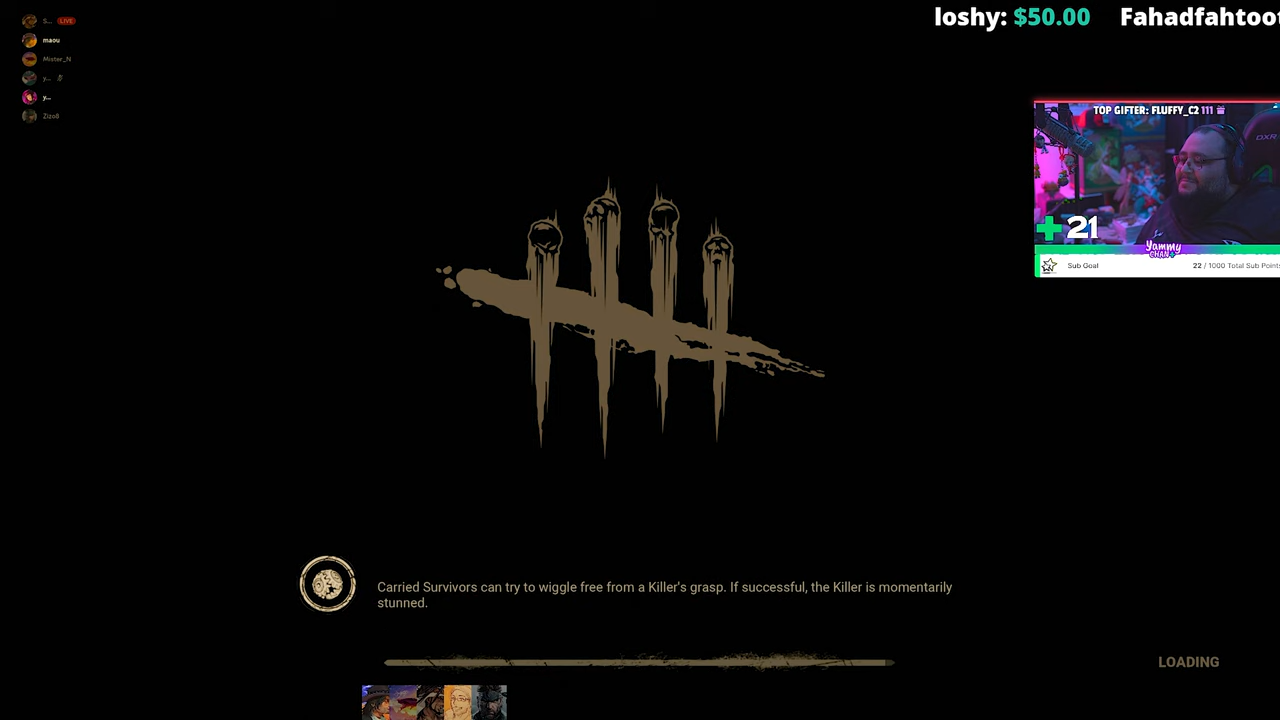 loshy: $50.00 Fahadfahtoot
S... LIVE
maou
Mister_N
y...
y...
Zizo8
TOP GIFTER: FLUFFY_C2 111
+21
Yammy
CHAN+
Sub Goal 22 / 1000 Total Sub Points
Carried Survivors can try to wiggle free from a Killer's grasp. If successful, the Killer is momentarily
stunned.
LOADING